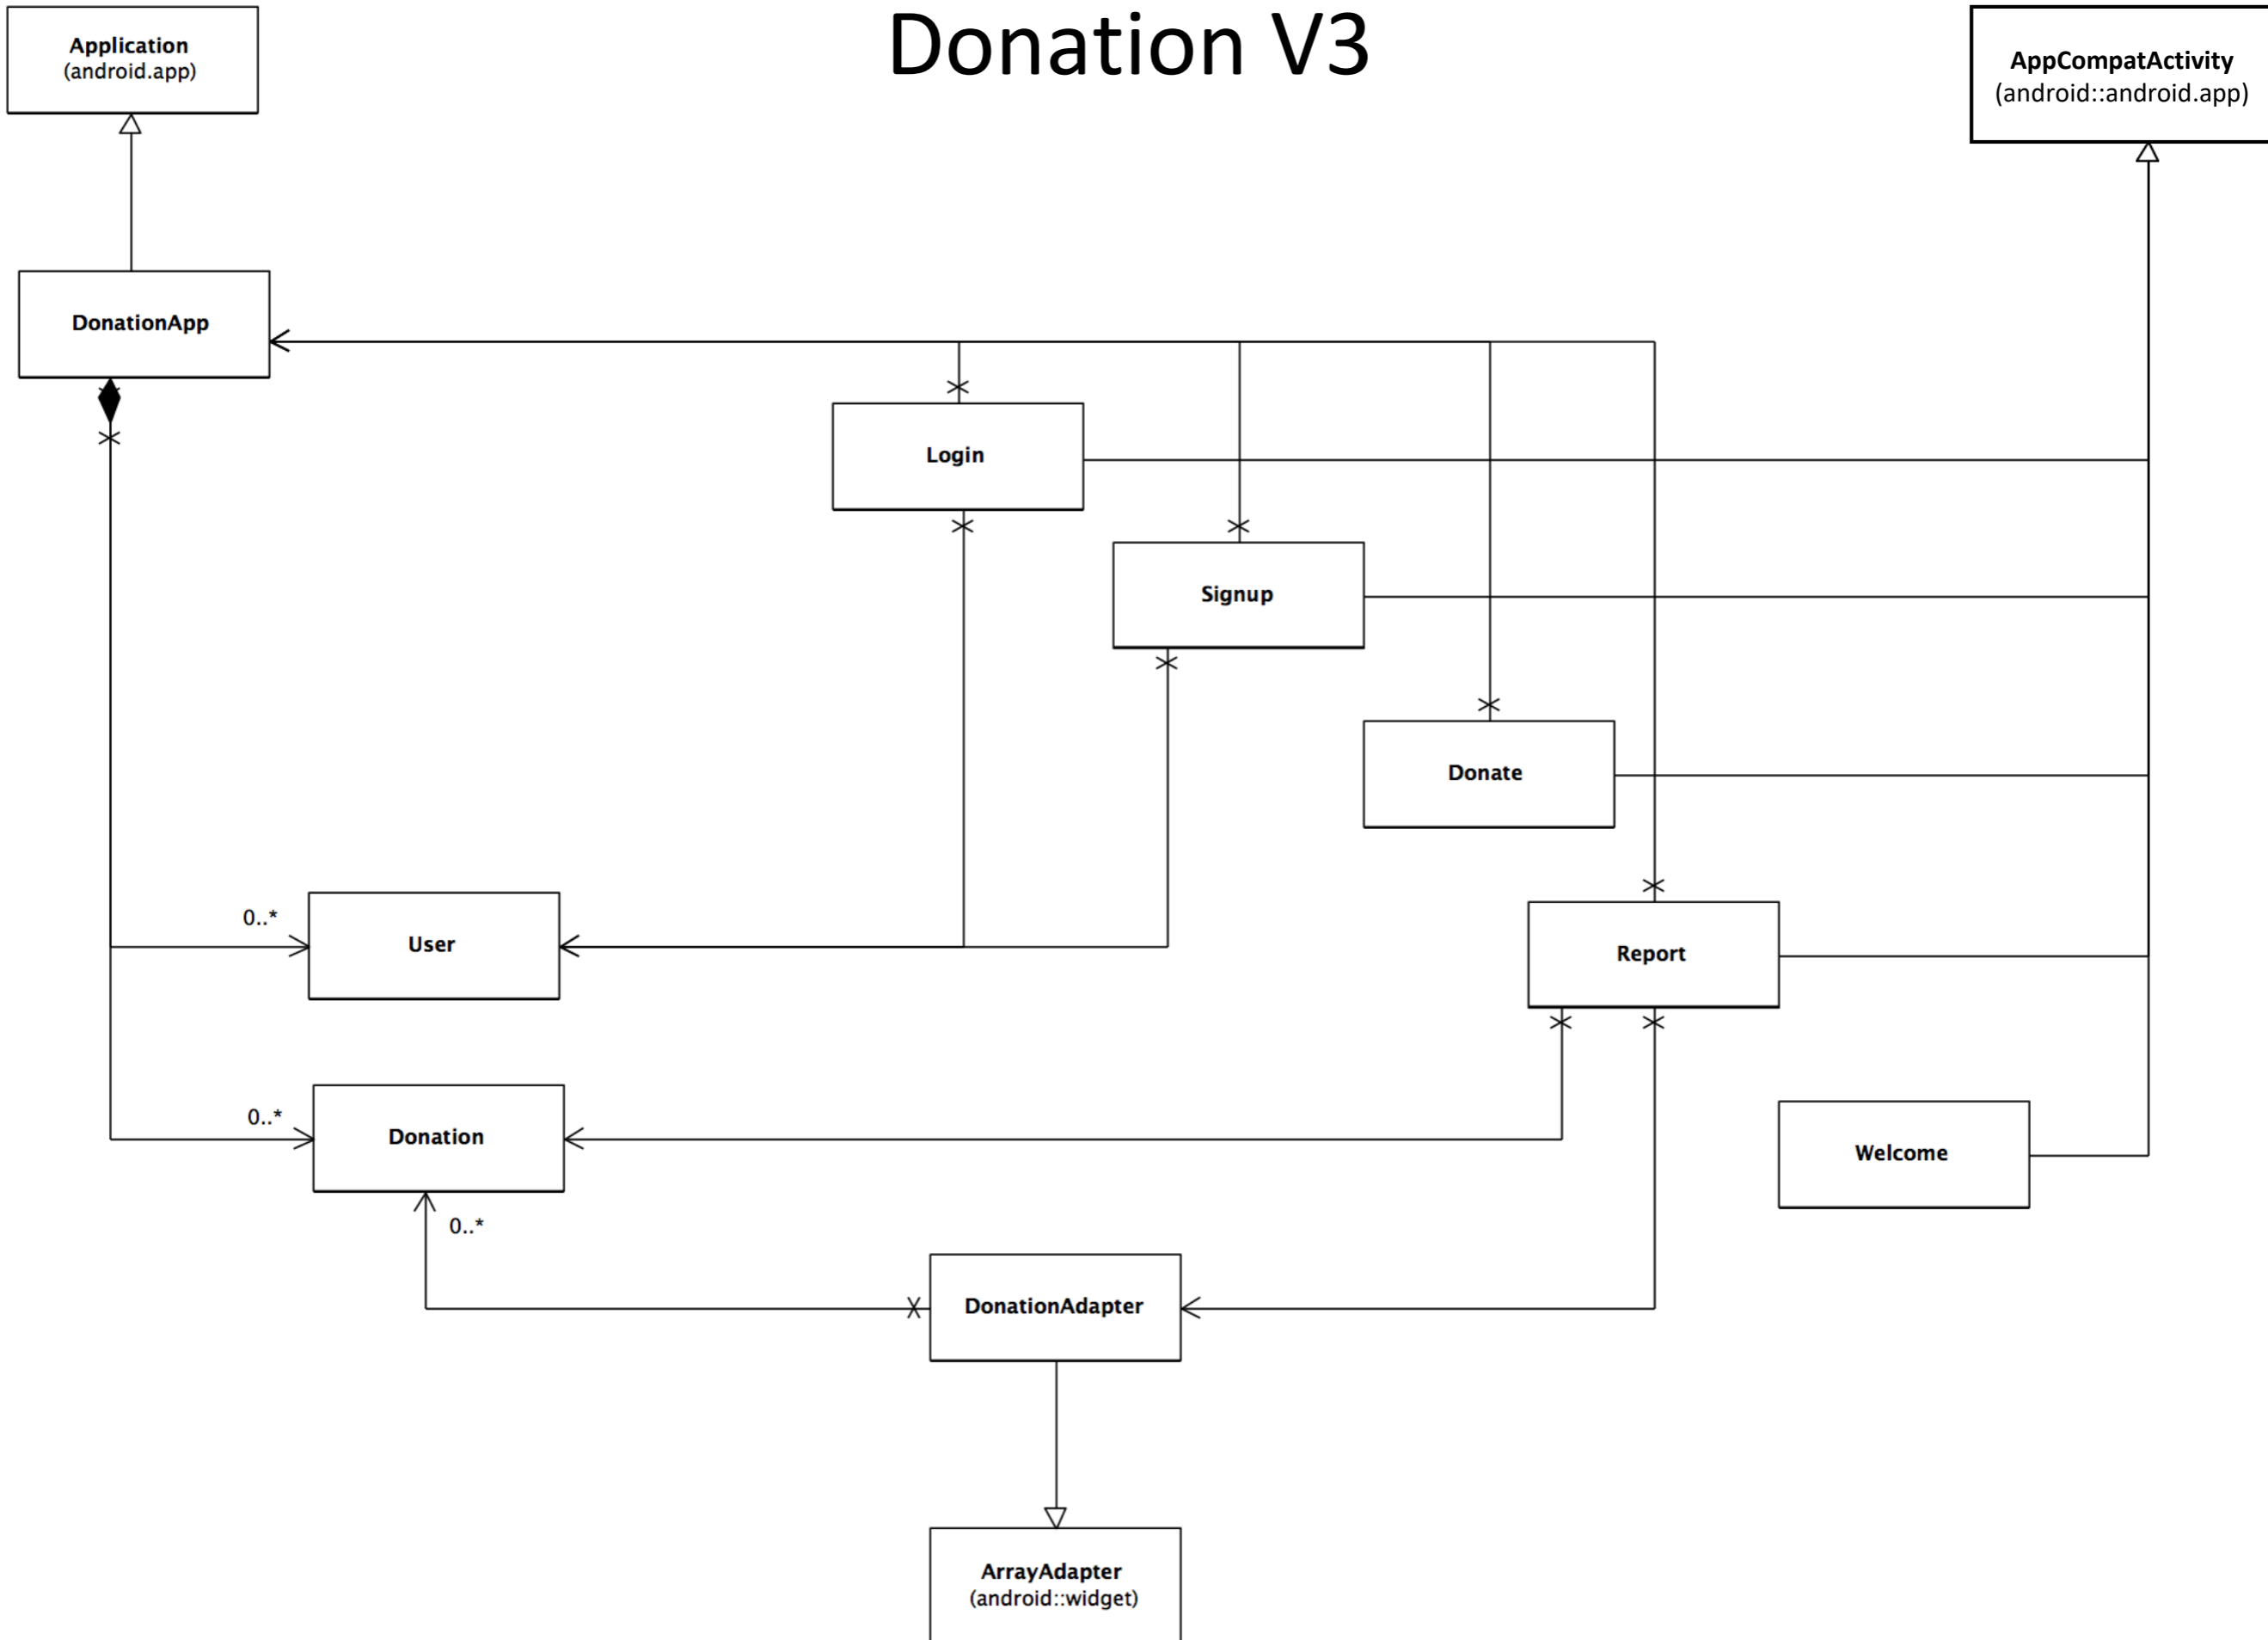 Donation V3
Application
(android.app)
AppCompatActivity
(android::android.app)
DonationApp
Login
Signup
Donate
0..*
User
Report
0..*
Donation
Welcome
0..*
DonationAdapter
ArrayAdapter
(android::widget)